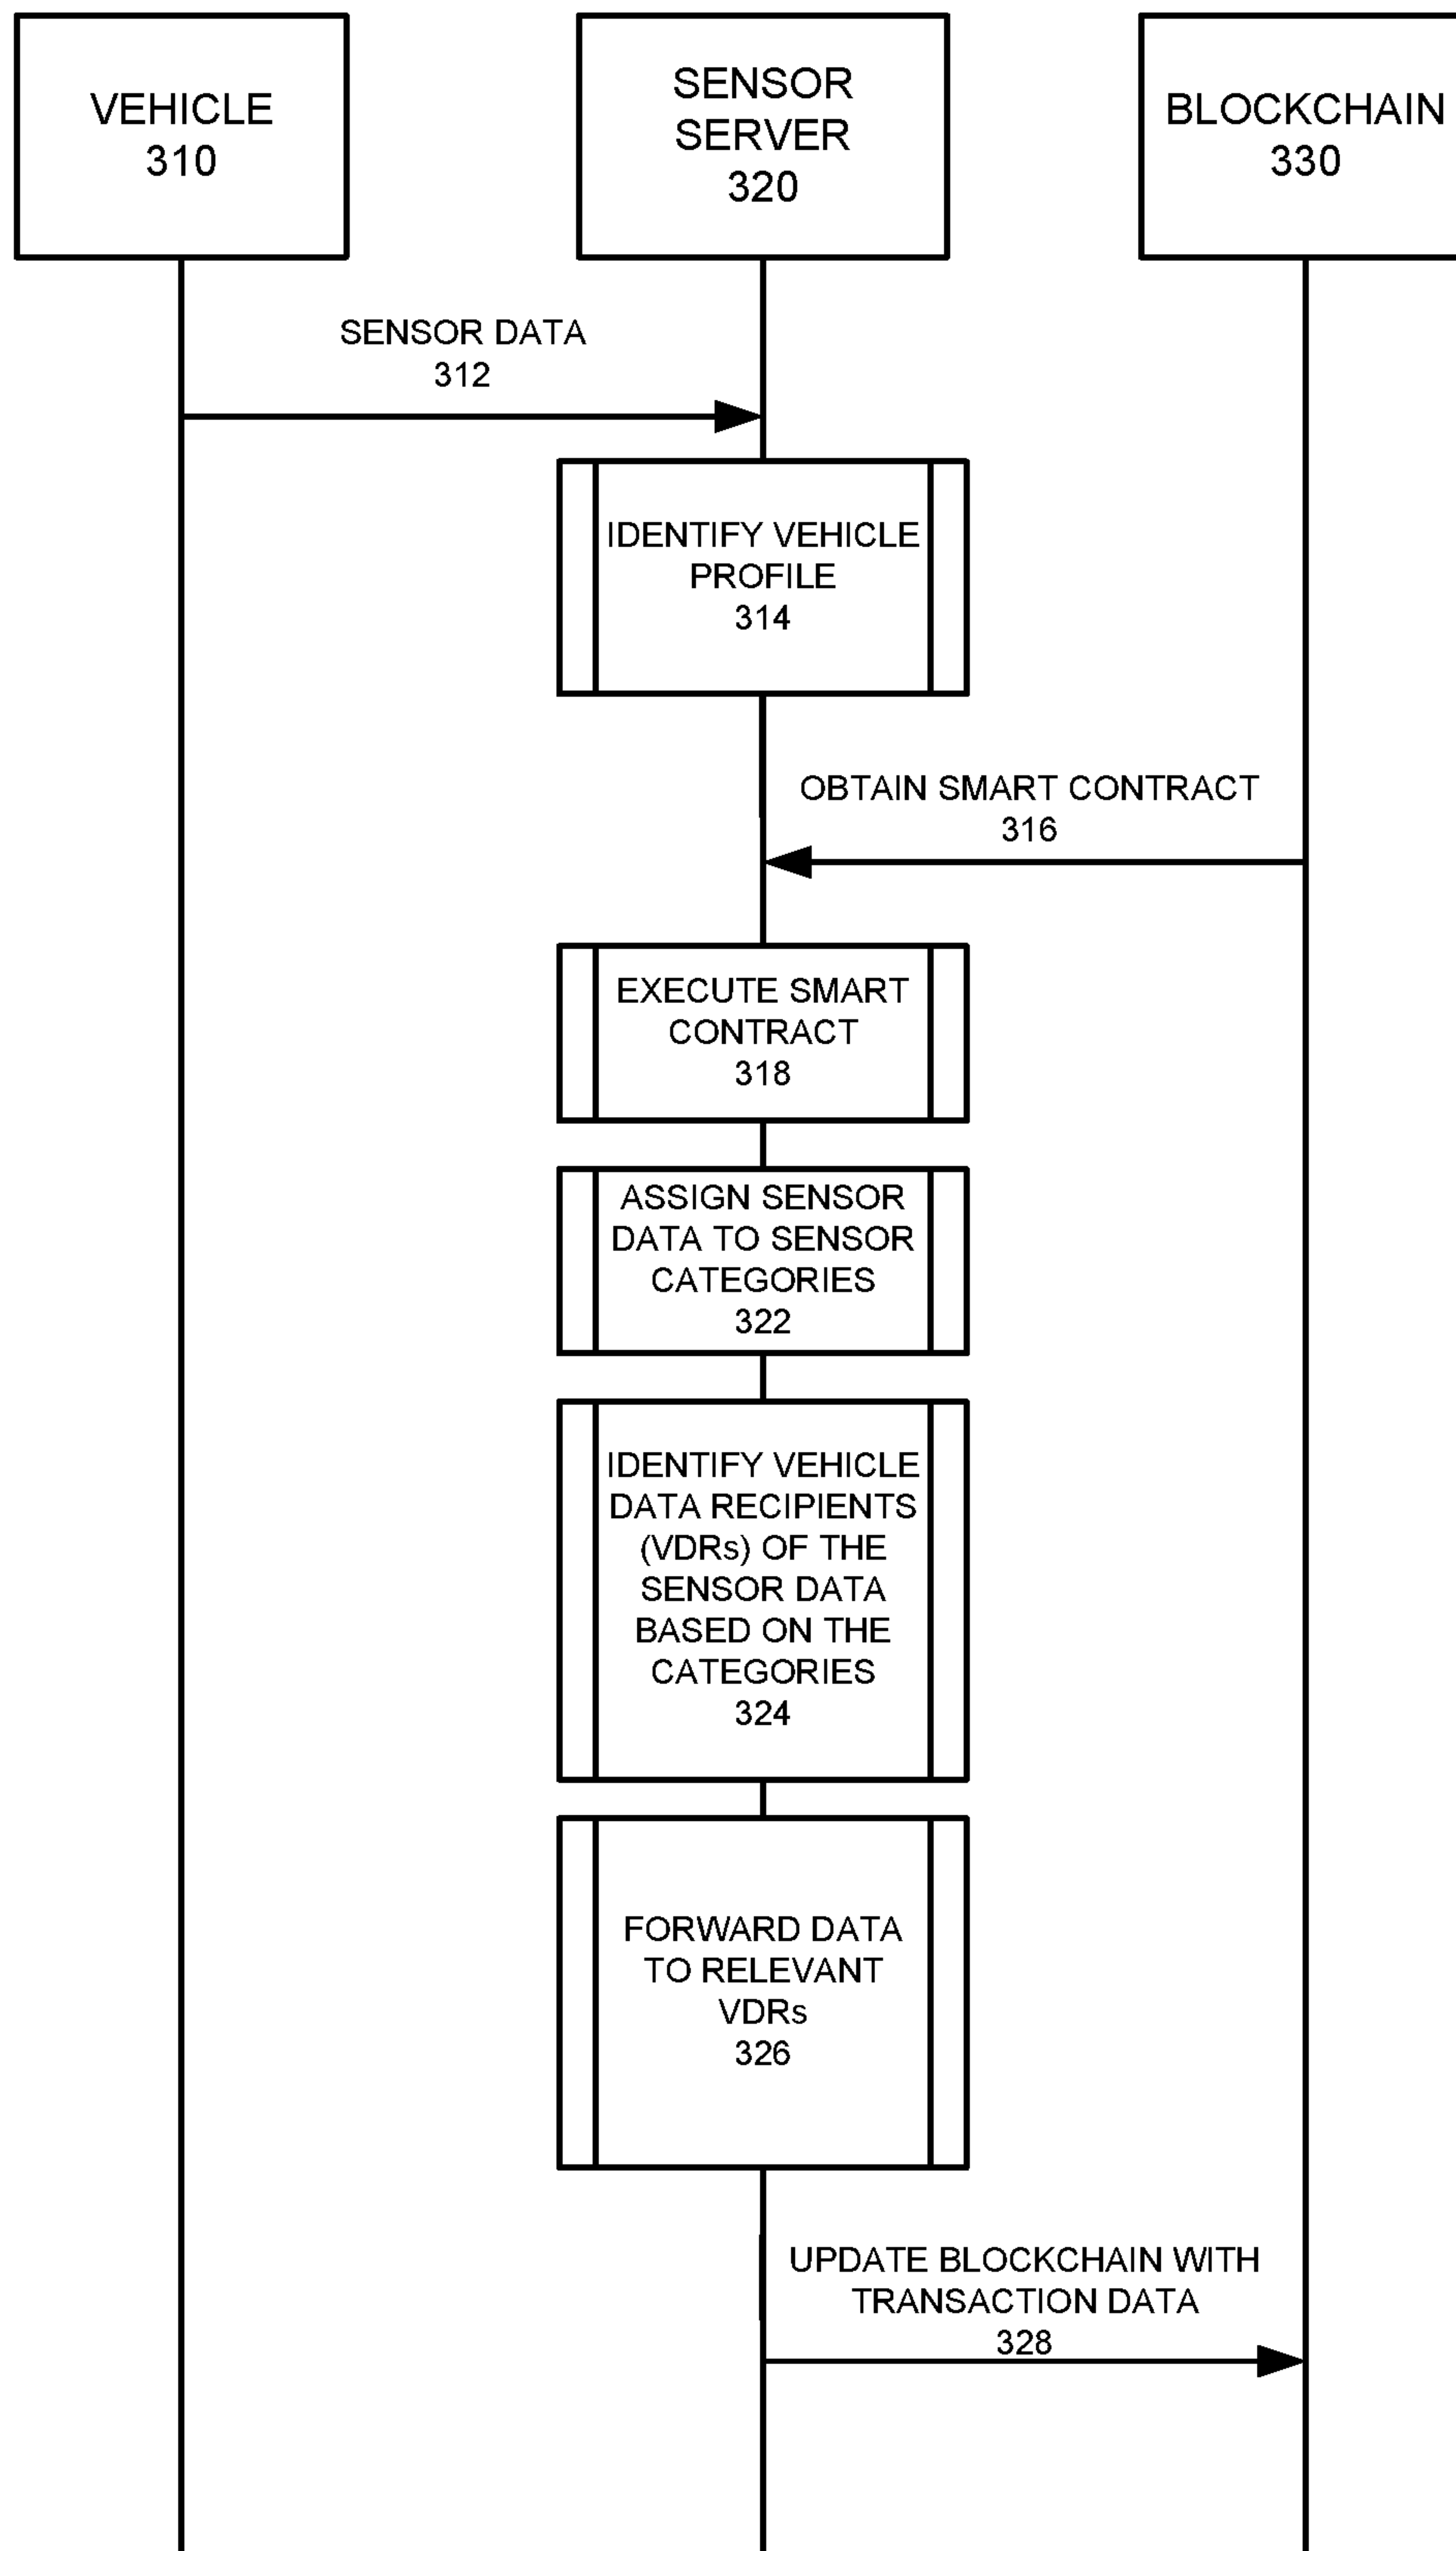 VEHICLE
310
SENSOR
SERVER
320
BLOCKCHAIN
330
SENSOR DATA
312
IDENTIFY VEHICLE
PROFILE
314
OBTAIN SMART CONTRACT
316
EXECUTE SMART
CONTRACT
318
ASSIGN SENSOR
DATA TO SENSOR
CATEGORIES
322
IDENTIFY VEHICLE
DATA RECIPIENTS
(VDRs) OF THE
SENSOR DATA
BASED ON THE
CATEGORIES
324
FORWARD DATA
TO RELEVANT
VDRs
326
UPDATE BLOCKCHAIN WITH
TRANSACTION DATA
328